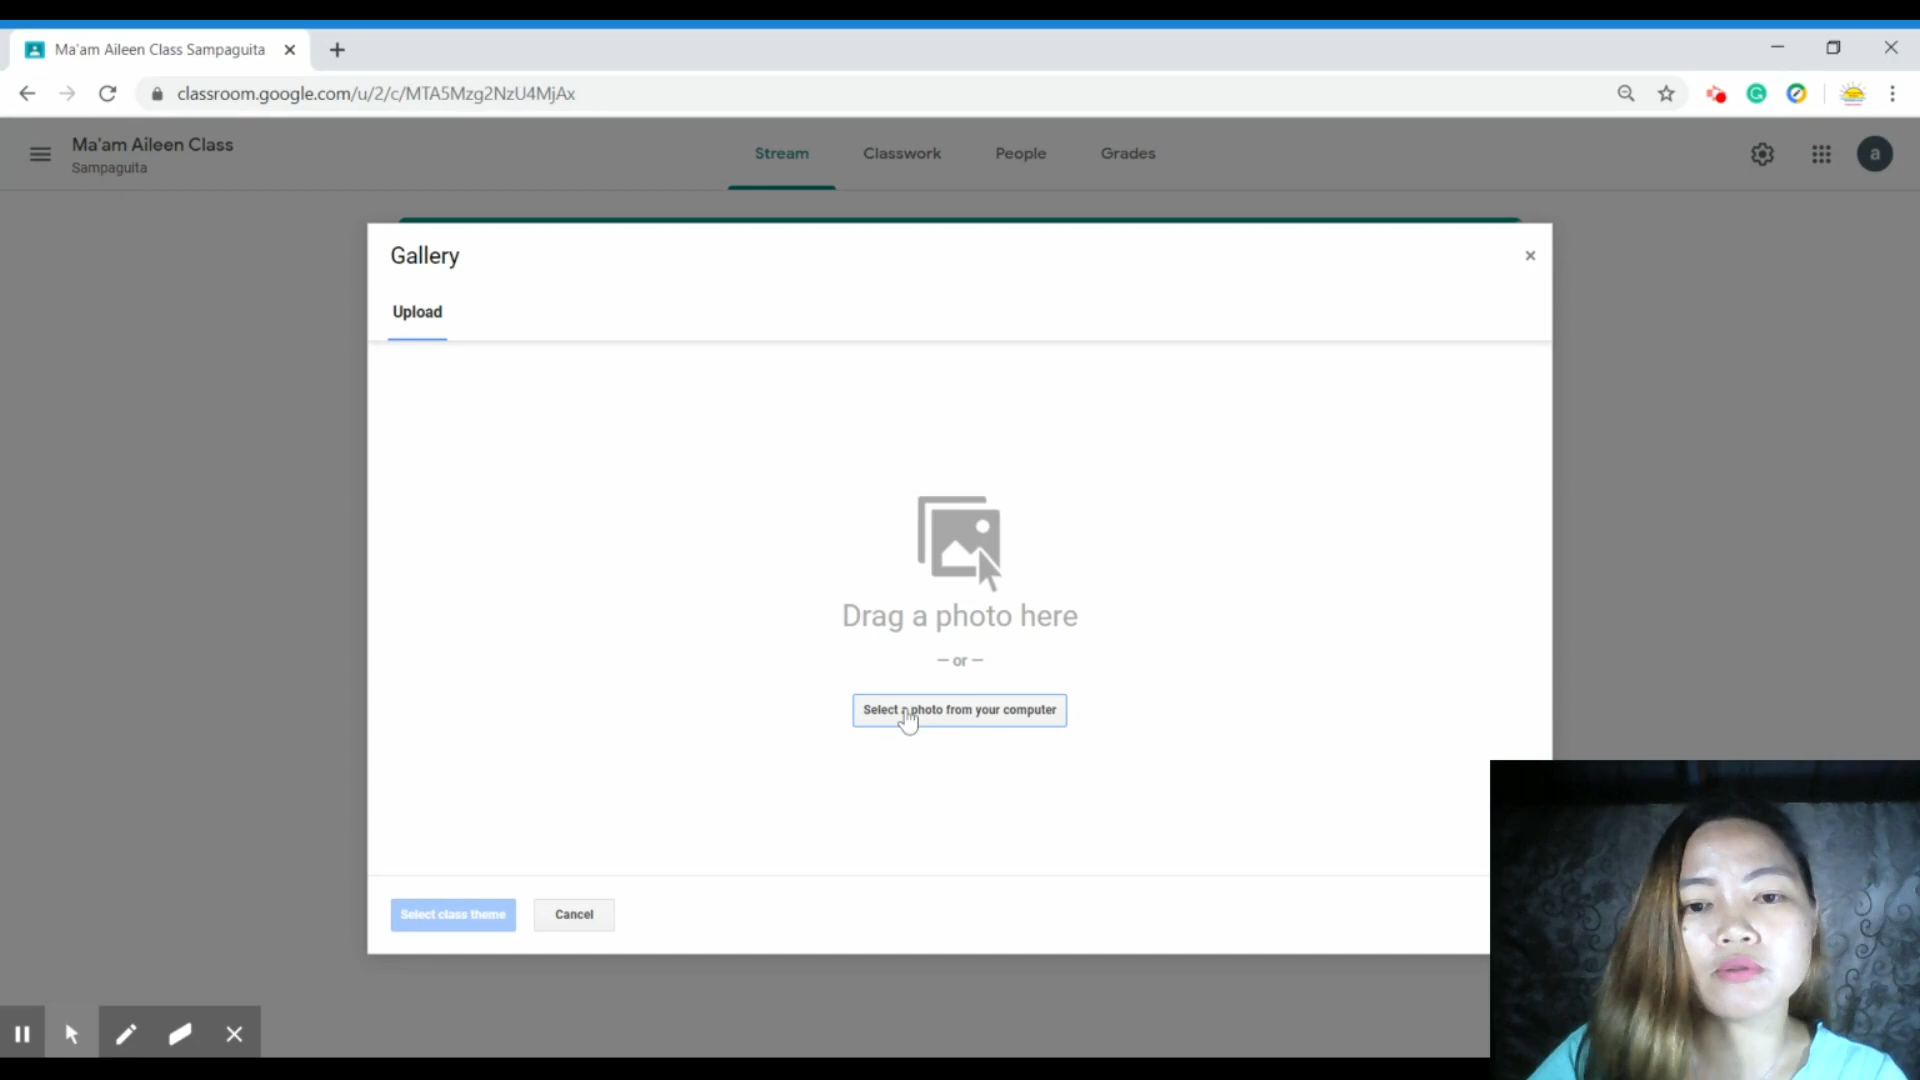 Ma'am Aileen Class Sampaguita
classroom.google.com/u/2/c/MTA5Mzg2NzU4MjAx
Ma'am Aileen Class
Sampaguita
Stream
Classwork
People
Grades
a
Gallery
Upload
Drag a photo here
— or —
Select a photo from your computer
Select class theme
Cancel